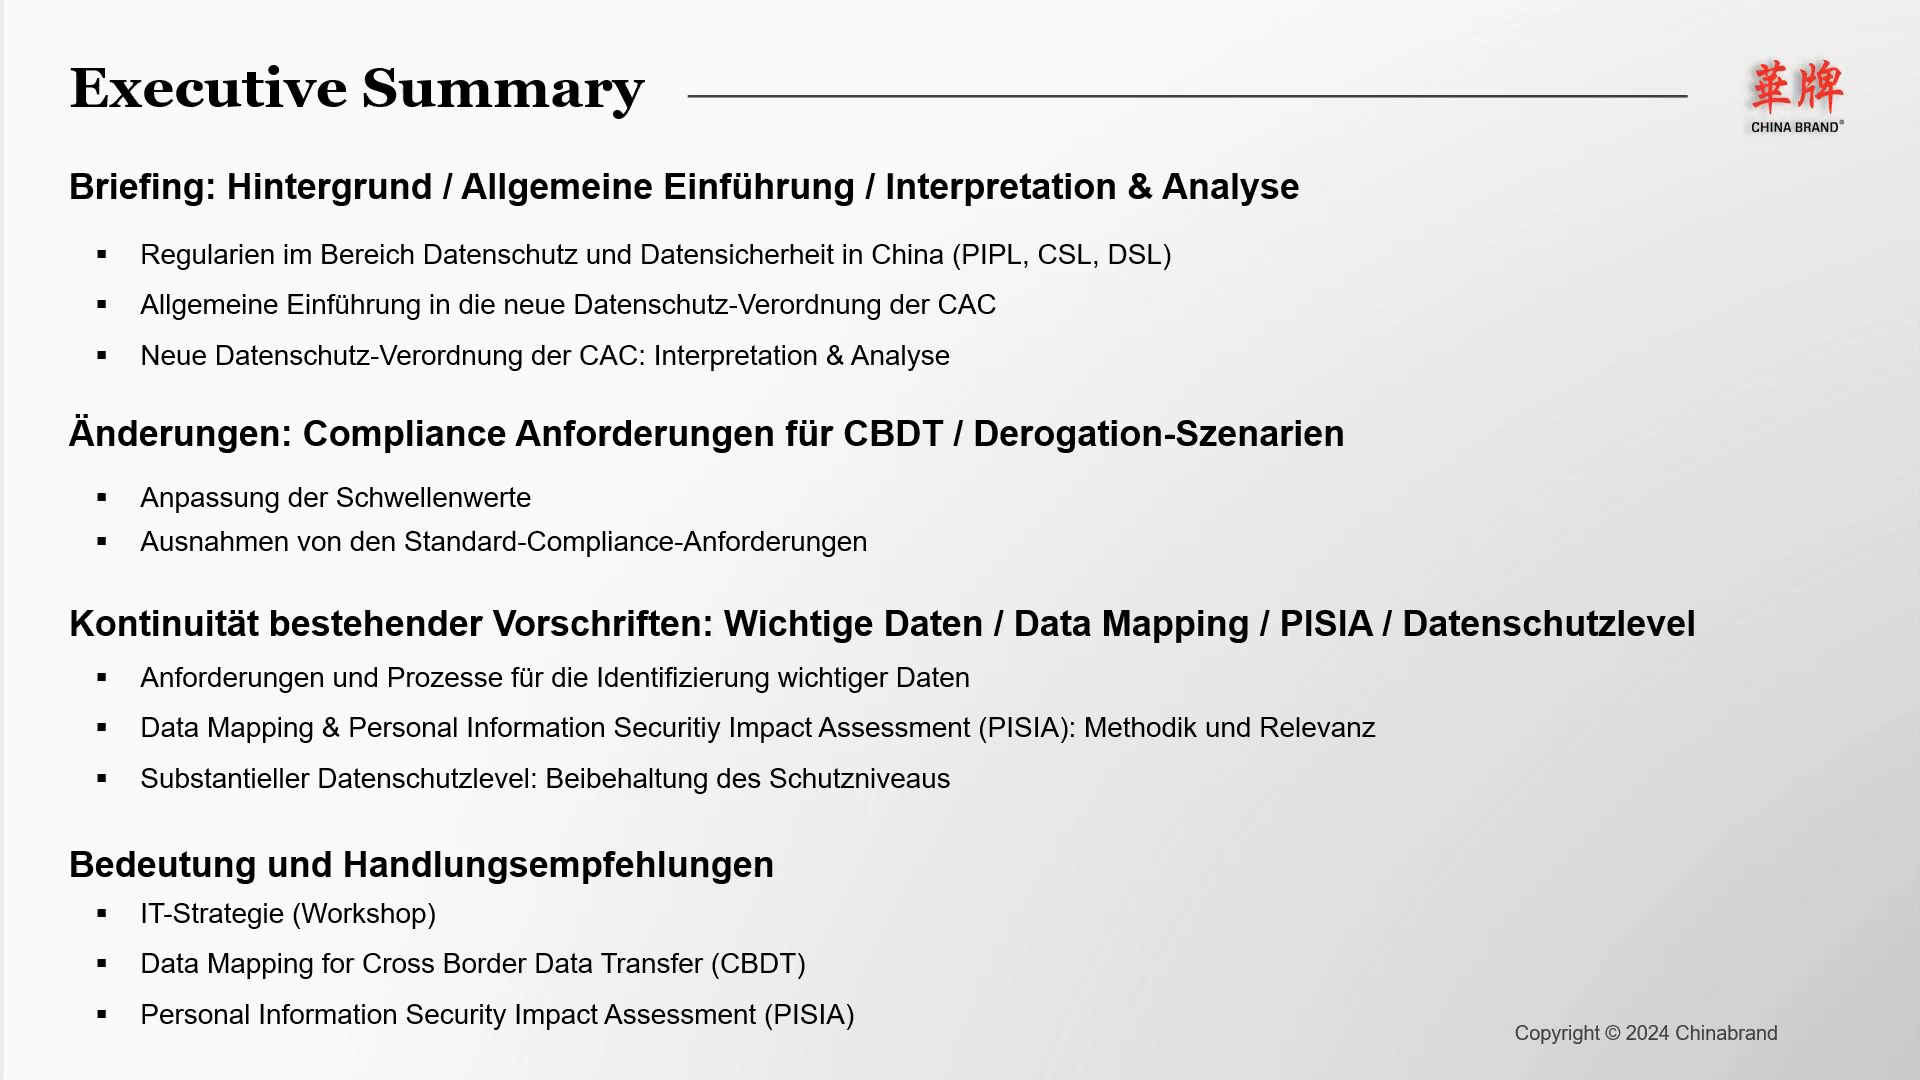 Executive Summary
華牌
CHINA BRAND®
Briefing: Hintergrund / Allgemeine Einführung / Interpretation & Analyse
▪ Regularien im Bereich Datenschutz und Datensicherheit in China (PIPL, CSL, DSL)
▪ Allgemeine Einführung in die neue Datenschutz-Verordnung der CAC
▪ Neue Datenschutz-Verordnung der CAC: Interpretation & Analyse
Änderungen: Compliance Anforderungen für CBDT / Derogation-Szenarien
▪ Anpassung der Schwellenwerte
▪ Ausnahmen von den Standard-Compliance-Anforderungen
Kontinuität bestehender Vorschriften: Wichtige Daten / Data Mapping / PISIA / Datenschutzlevel
▪ Anforderungen und Prozesse für die Identifizierung wichtiger Daten
▪ Data Mapping & Personal Information Securitiy Impact Assessment (PISIA): Methodik und Relevanz
▪ Substantieller Datenschutzlevel: Beibehaltung des Schutzniveaus
Bedeutung und Handlungsempfehlungen
▪ IT-Strategie (Workshop)
▪ Data Mapping for Cross Border Data Transfer (CBDT)
▪ Personal Information Security Impact Assessment (PISIA)
Copyright © 2024 Chinabrand